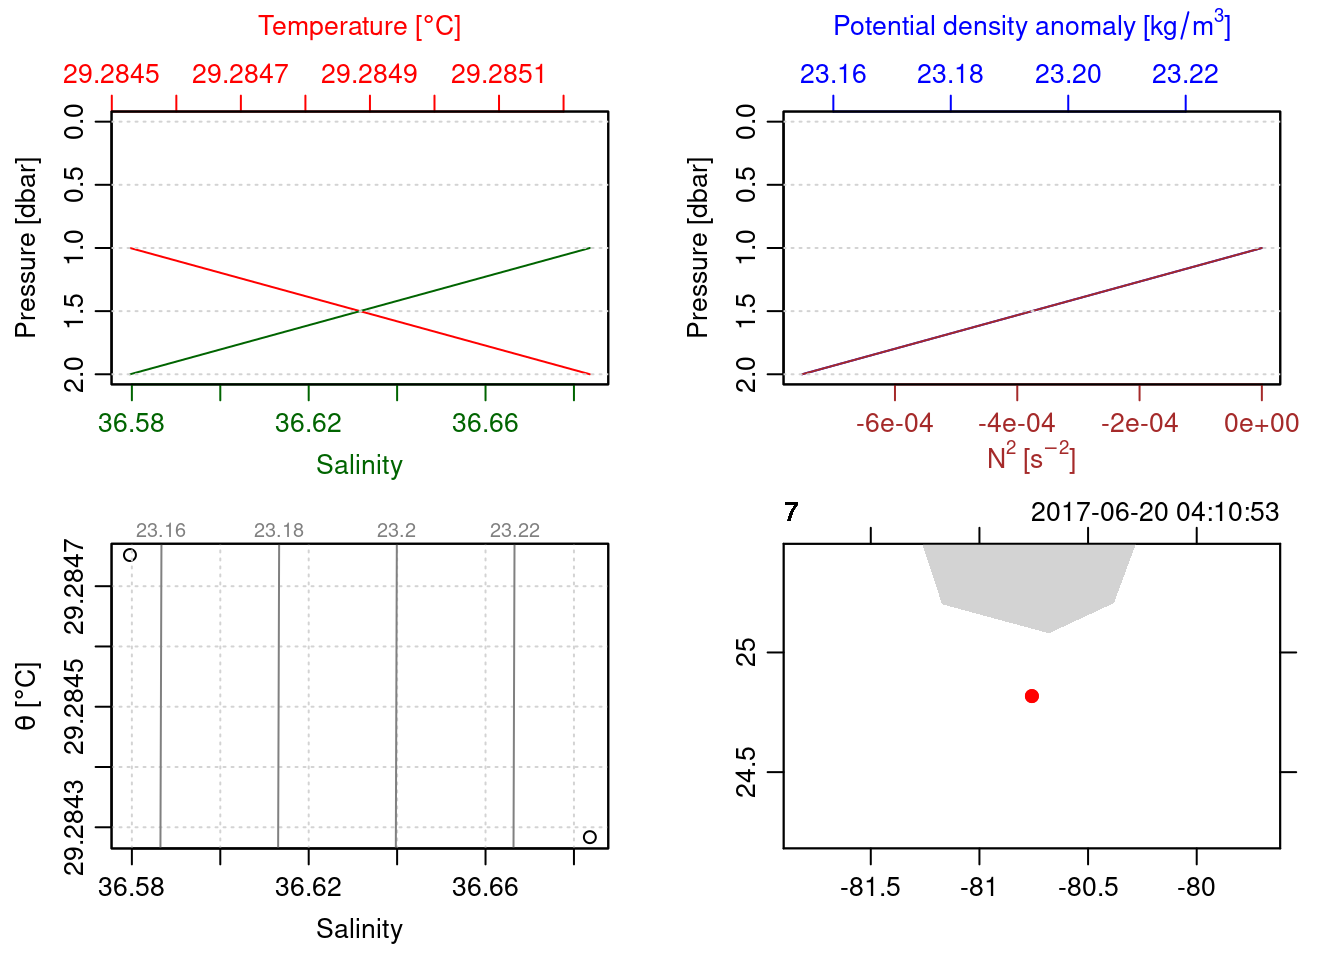 Temperature [°C]
29.2845 29.2847 29.2849 29.2851
Pressure [dbar]
0.0
0.5
1.0
1.5
2.0
36.58 36.62 36.66
Salinity
Potential density anomaly [kg/m³]
23.16 23.18 23.20 23.22
Pressure [dbar]
0.0
0.5
1.0
1.5
2.0
-6e-04 -4e-04 -2e-04 0e+00
N² [s⁻²]
23.16 23.18 23.2 23.22
θ [°C]
29.2847
29.2845
29.2843
36.58 36.62 36.66
Salinity
7 2017-06-20 04:10:53
25
24.5
-81.5 -81 -80.5 -80